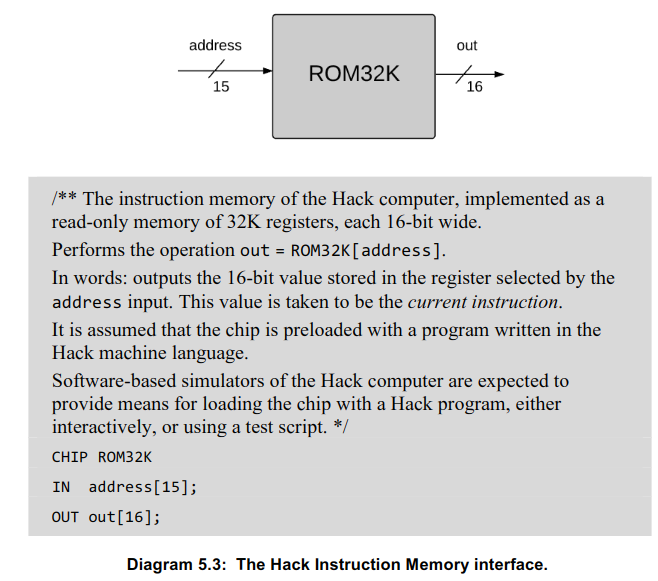 address
out
ROM32K
15
16
/** The instruction memory of the Hack computer, implemented as a
read-only memory of 32K registers, each 16-bit wide.
Performs the operation out = ROM32K[address].
In words: outputs the 16-bit value stored in the register selected by the
address input. This value is taken to be the current instruction.
It is assumed that the chip is preloaded with a program written in the
Hack machine language.
Software-based simulators of the Hack computer are expected to
provide means for loading the chip with a Hack program, either
interactively, or using a test script. */
CHIP ROM32K
IN address[15];
OUT out[16];
Diagram 5.3: The Hack Instruction Memory interface.